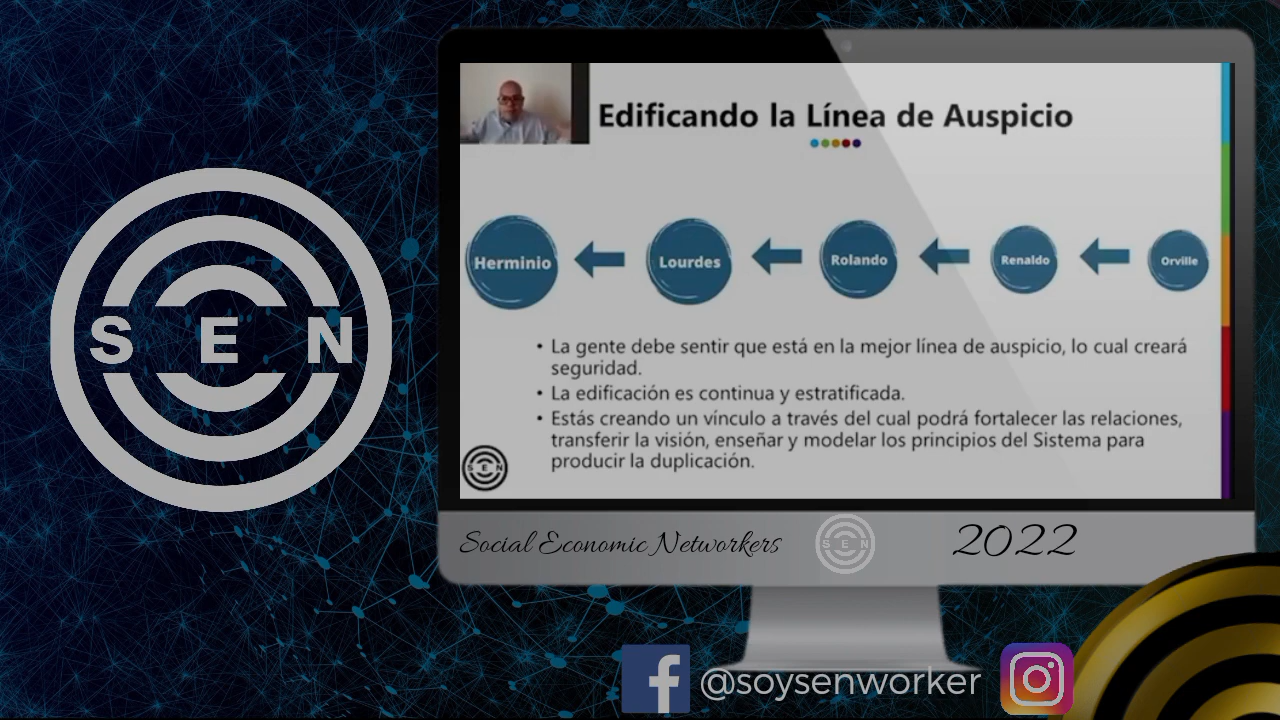 S E N
Edificando la Línea de Auspicio
Herminio
Lourdes
Rolando
Renaldo
Orville
• La gente debe sentir que está en la mejor línea de auspicio, lo cual creará
seguridad.
• La edificación es continua y estratificada.
• Estás creando un vínculo a través del cual podrá fortalecer las relaciones,
transferir la visión, enseñar y modelar los principios del Sistema para
producir la duplicación.
S E N
Social Economic Networkers
S E N
2022
@soysenworker